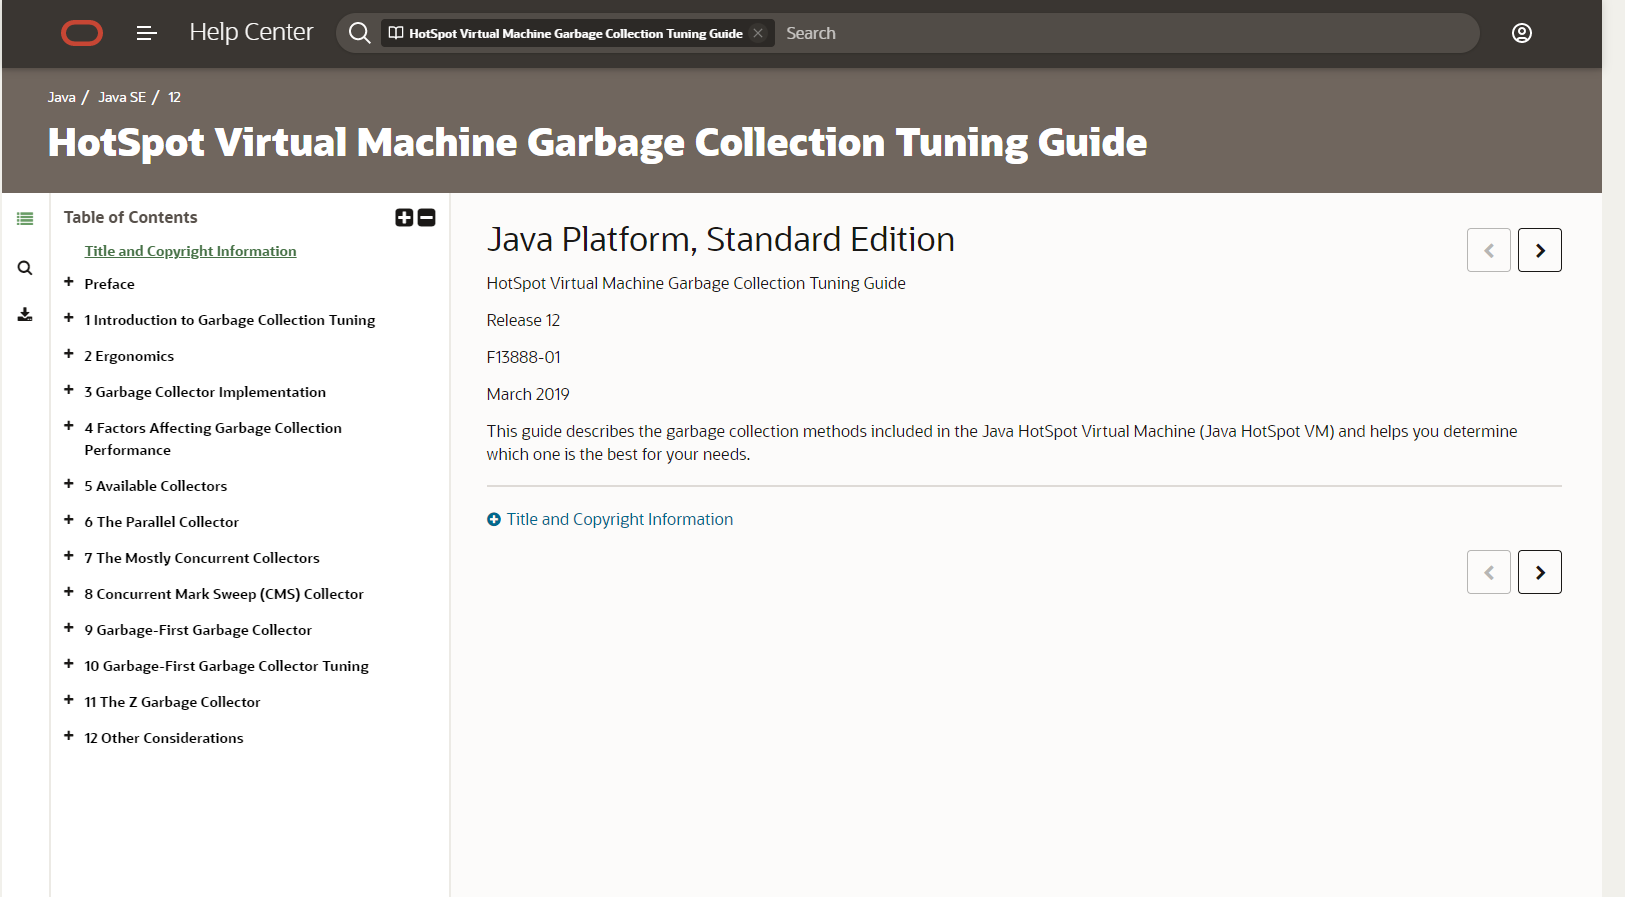 Help Center
HotSpot Virtual Machine Garbage Collection Tuning Guide
Search
Java / Java SE / 12
HotSpot Virtual Machine Garbage Collection Tuning Guide
Table of Contents
Title and Copyright Information
Preface
1 Introduction to Garbage Collection Tuning
2 Ergonomics
3 Garbage Collector Implementation
4 Factors Affecting Garbage Collection
Performance
5 Available Collectors
6 The Parallel Collector
7 The Mostly Concurrent Collectors
8 Concurrent Mark Sweep (CMS) Collector
9 Garbage-First Garbage Collector
10 Garbage-First Garbage Collector Tuning
11 The Z Garbage Collector
12 Other Considerations
Java Platform, Standard Edition
HotSpot Virtual Machine Garbage Collection Tuning Guide
Release 12
F13888-01
March 2019
This guide describes the garbage collection methods included in the Java HotSpot Virtual Machine (Java HotSpot VM) and helps you determine
which one is the best for your needs.
Title and Copyright Information